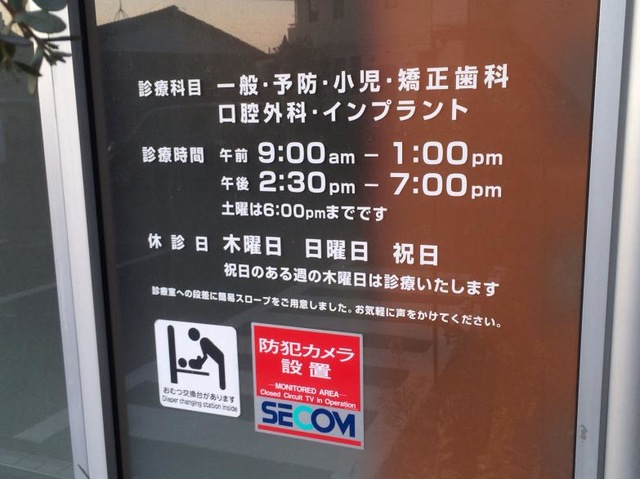 診療科目 一般・予防・小児・矯正歯科
口腔外科・インプラント
診療時間 午前 9:00am － 1:00pm
午後 2:30pm － 7:00pm
土曜は6:00pmまでです
休診日 木曜日 日曜日 祝日
祝日のある週の木曜日は診療いたします
診療室への段差に簡易スロープをご用意しました。お気軽に声をかけてください。
おむつ交換台があります
Diaper changing station inside
防犯カメラ
設置
MONITORED AREA
Closed Circuit TV in Operation
SECOM